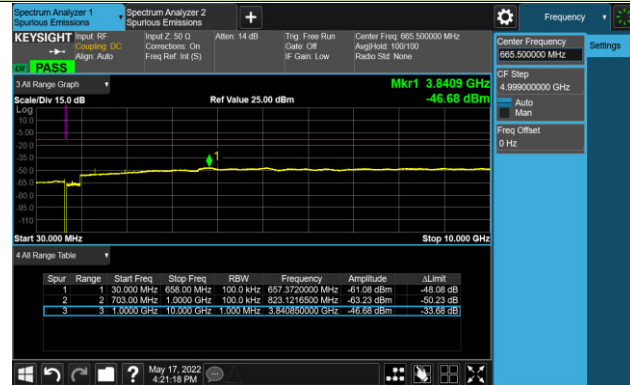 Spectrum Analyzer 1
Spurious Emissions
Spectrum Analyzer 2
Spurious Emissions
+
Frequency
KEYSIGHT
Input: RF
Coupling: DC
Align: Auto
Input Z: 50 Ω
Corrections: On
Freq Ref: Int (S)
Atten: 14 dB
Trig: Free Run
Gate: Off
IF Gain: Low
Center Freq: 665.500000 MHz
Avg|Hold: 100/100
Radio Std: None
PASS
Center Frequency
665.500000 MHz
Settings
CF Step
4.999000000 GHz
Auto
Man
Freq Offset
0 Hz
3 All Range Graph
Mkr1 3.8409 GHz
Scale/Div 15.0 dB
Ref Value 25.00 dBm
-46.68 dBm
Log
10.0
-5.00
-20.0
-35.0
-50.0
-65.0
-80.0
-95.0
-110
1
Start 30.000 MHz
Stop 10.000 GHz
4 All Range Table
Spur Range Start Freq Stop Freq RBW Frequency Amplitude ΔLimit
1 1 30.000 MHz 658.00 MHz 100.0 kHz 657.3720000 MHz -61.08 dBm -48.08 dB
2 2 703.00 MHz 1.0000 GHz 100.0 kHz 823.1216500 MHz -63.23 dBm -50.23 dB
3 3 1.0000 GHz 10.000 GHz 1.000 MHz 3.840850000 GHz -46.68 dBm -33.68 dB
?
May 17, 2022
4:21:18 PM